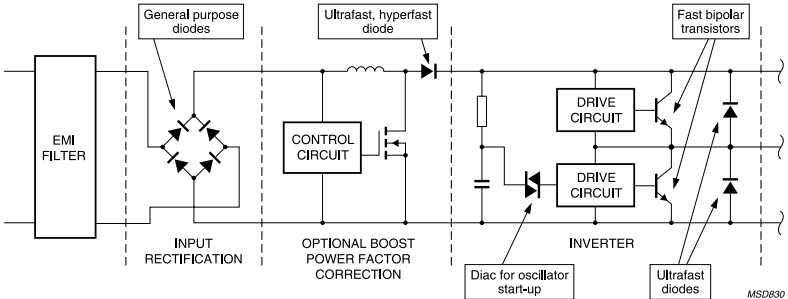 General purpose
diodes
Ultrafast, hyperfast
diode
Fast bipolar
transistors
EMI
FILTER
CONTROL
CIRCUIT
DRIVE
CIRCUIT
DRIVE
CIRCUIT
INPUT
RECTIFICATION
OPTIONAL BOOST
POWER FACTOR
CORRECTION
INVERTER
Diac for oscillator
start-up
Ultrafast
diodes
MSD830